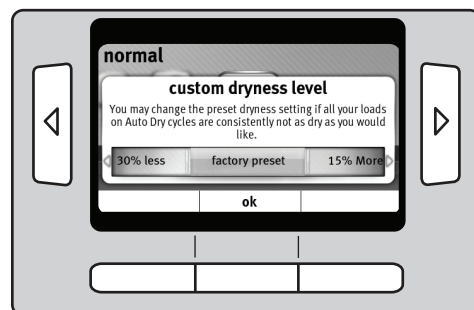 normal
custom dryness level
You may change the preset dryness setting if all your loads
on Auto Dry cycles are consistently not as dry as you would
like.
30% less factory preset 15% More
ok